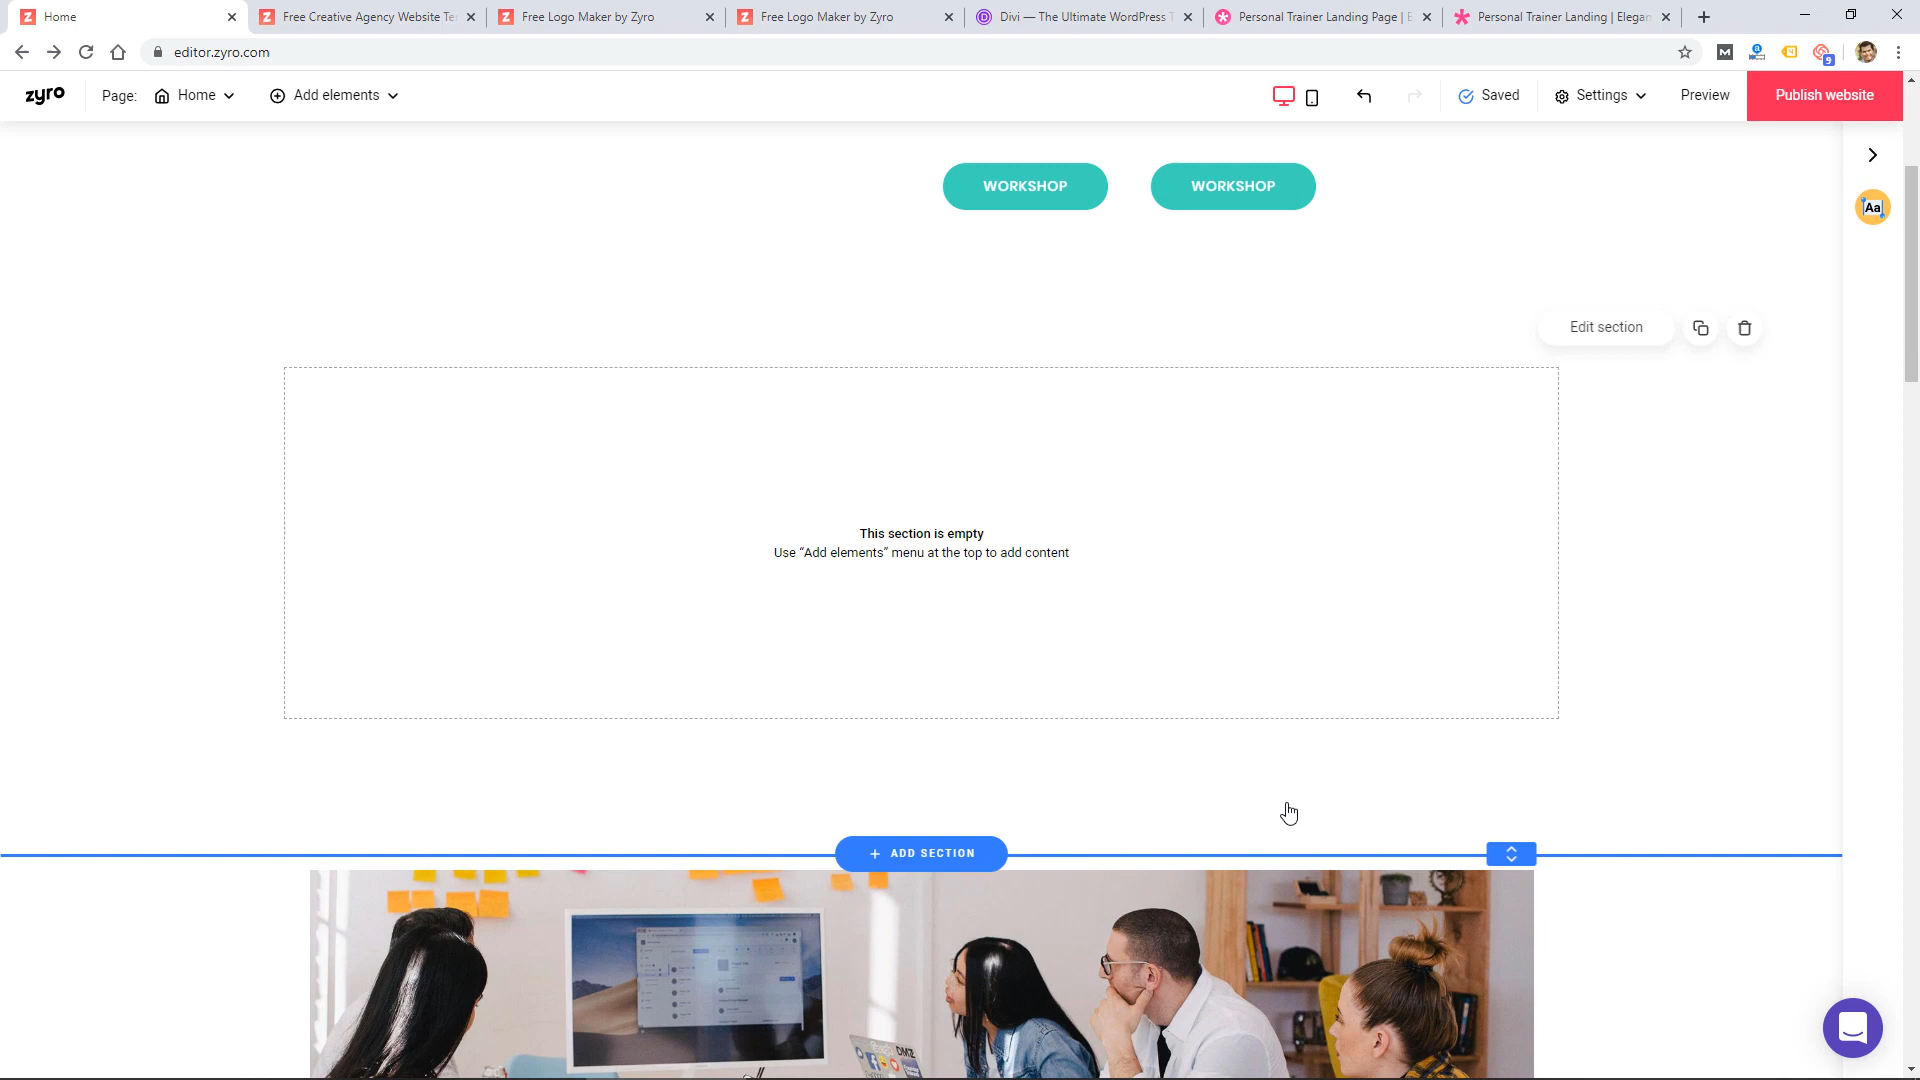 Home
Free Creative Agency Website Te
Free Logo Maker by Zyro
Free Logo Maker by Zyro
Divi — The Ultimate WordPress T
Personal Trainer Landing Page | E
Personal Trainer Landing | Elegan
editor.zyro.com
9
zyro
Page:
Home
Add elements
Saved
Settings
Preview
Publish website
WORKSHOP
WORKSHOP
Aa
Edit section
This section is empty
Use “Add elements” menu at the top to add content
+ ADD SECTION
DMZ